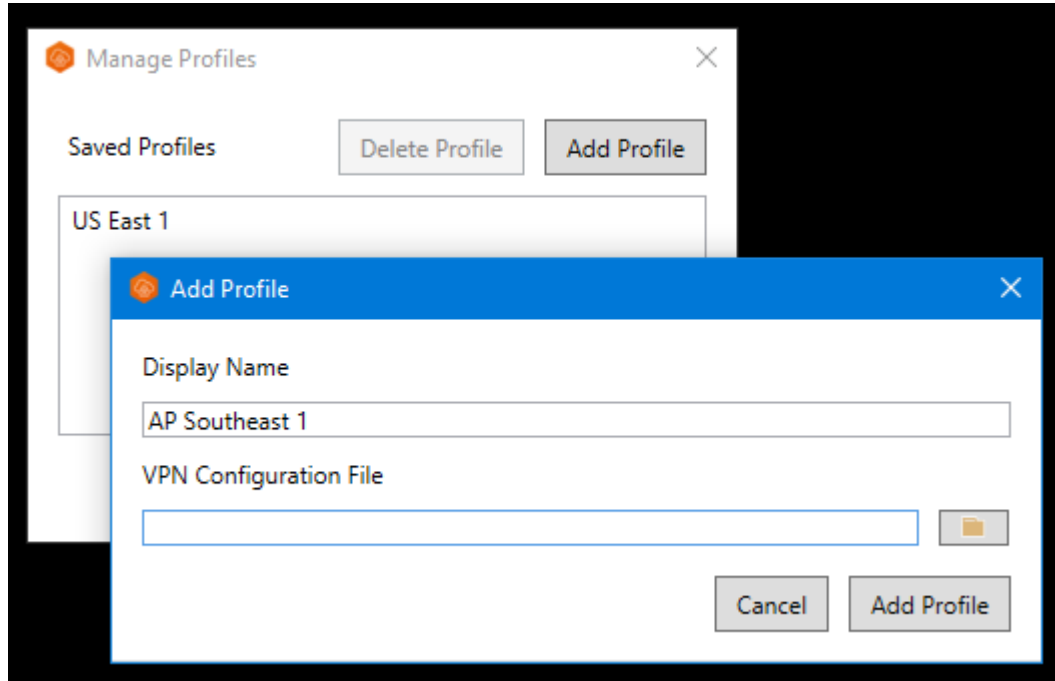 Manage Profiles
Saved Profiles
Delete Profile
Add Profile
US East 1
Add Profile
Display Name
AP Southeast 1
VPN Configuration File
Cancel
Add Profile